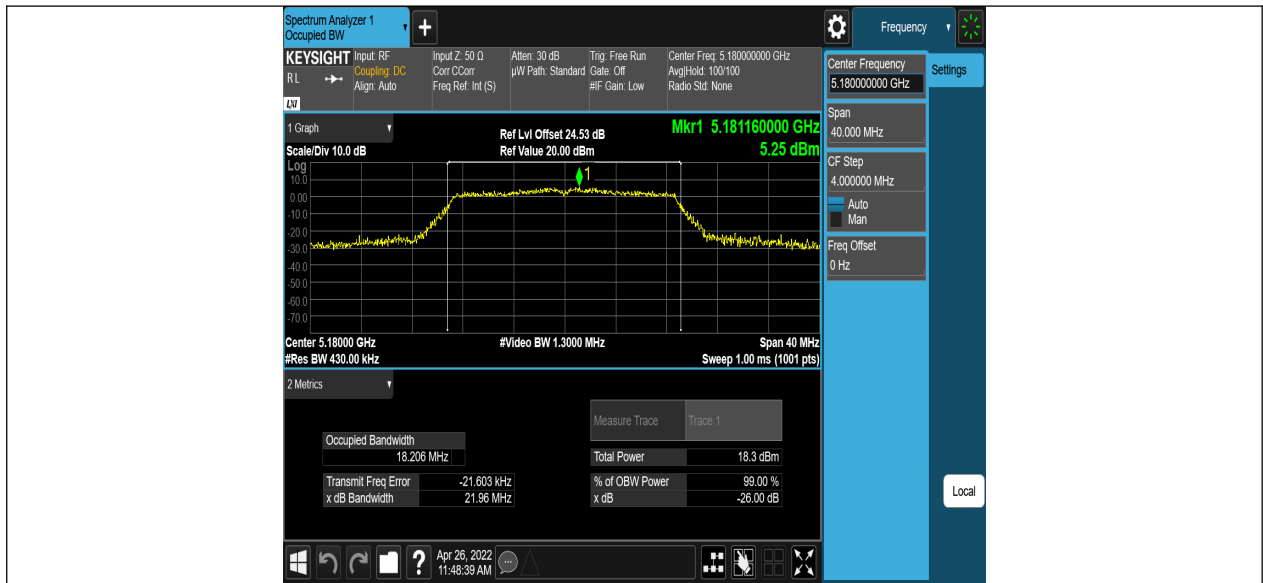 Spectrum Analyzer 1
Occupied BW
Frequency
KEYSIGHT
RL
LXI
Input: RF
Coupling: DC
Align: Auto
Input Z: 50 Ω
Corr CCorr
Freq Ref: Int (S)
Atten: 30 dB
µW Path: Standard
Trig: Free Run
Gate: Off
#IF Gain: Low
Center Freq: 5.180000000 GHz
Avg|Hold: 100/100
Radio Std: None
Center Frequency
5.180000000 GHz
Settings
Span
40.000 MHz
CF Step
4.000000 MHz
Auto
Man
Freq Offset
0 Hz
Local
1 Graph
Scale/Div 10.0 dB
Ref Lvl Offset 24.53 dB
Ref Value 20.00 dBm
Mkr1 5.181160000 GHz
5.25 dBm
Log
10.0
0.00
-10.0
-20.0
-30.0
-40.0
-50.0
-60.0
-70.0
1
Center 5.18000 GHz
#Res BW 430.00 kHz
#Video BW 1.3000 MHz
Span 40 MHz
Sweep 1.00 ms (1001 pts)
2 Metrics
Measure Trace Trace 1
Occupied Bandwidth
18.206 MHz
Total Power 18.3 dBm
Transmit Freq Error -21.603 kHz
x dB Bandwidth 21.96 MHz
% of OBW Power 99.00 %
x dB -26.00 dB
Apr 26, 2022
11:48:39 AM